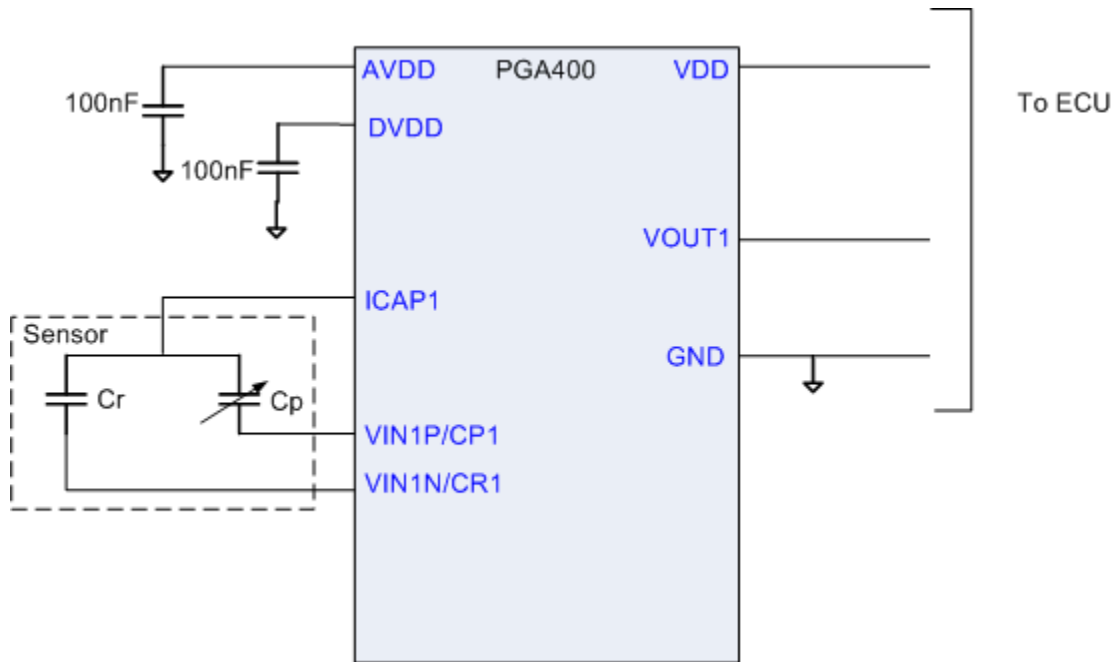 AVDD
PGA400
VDD
100nF
To ECU
DVDD
100nF
VOUT1
ICAP1
Sensor
GND
Cr
Cp
VIN1P/CP1
VIN1N/CR1